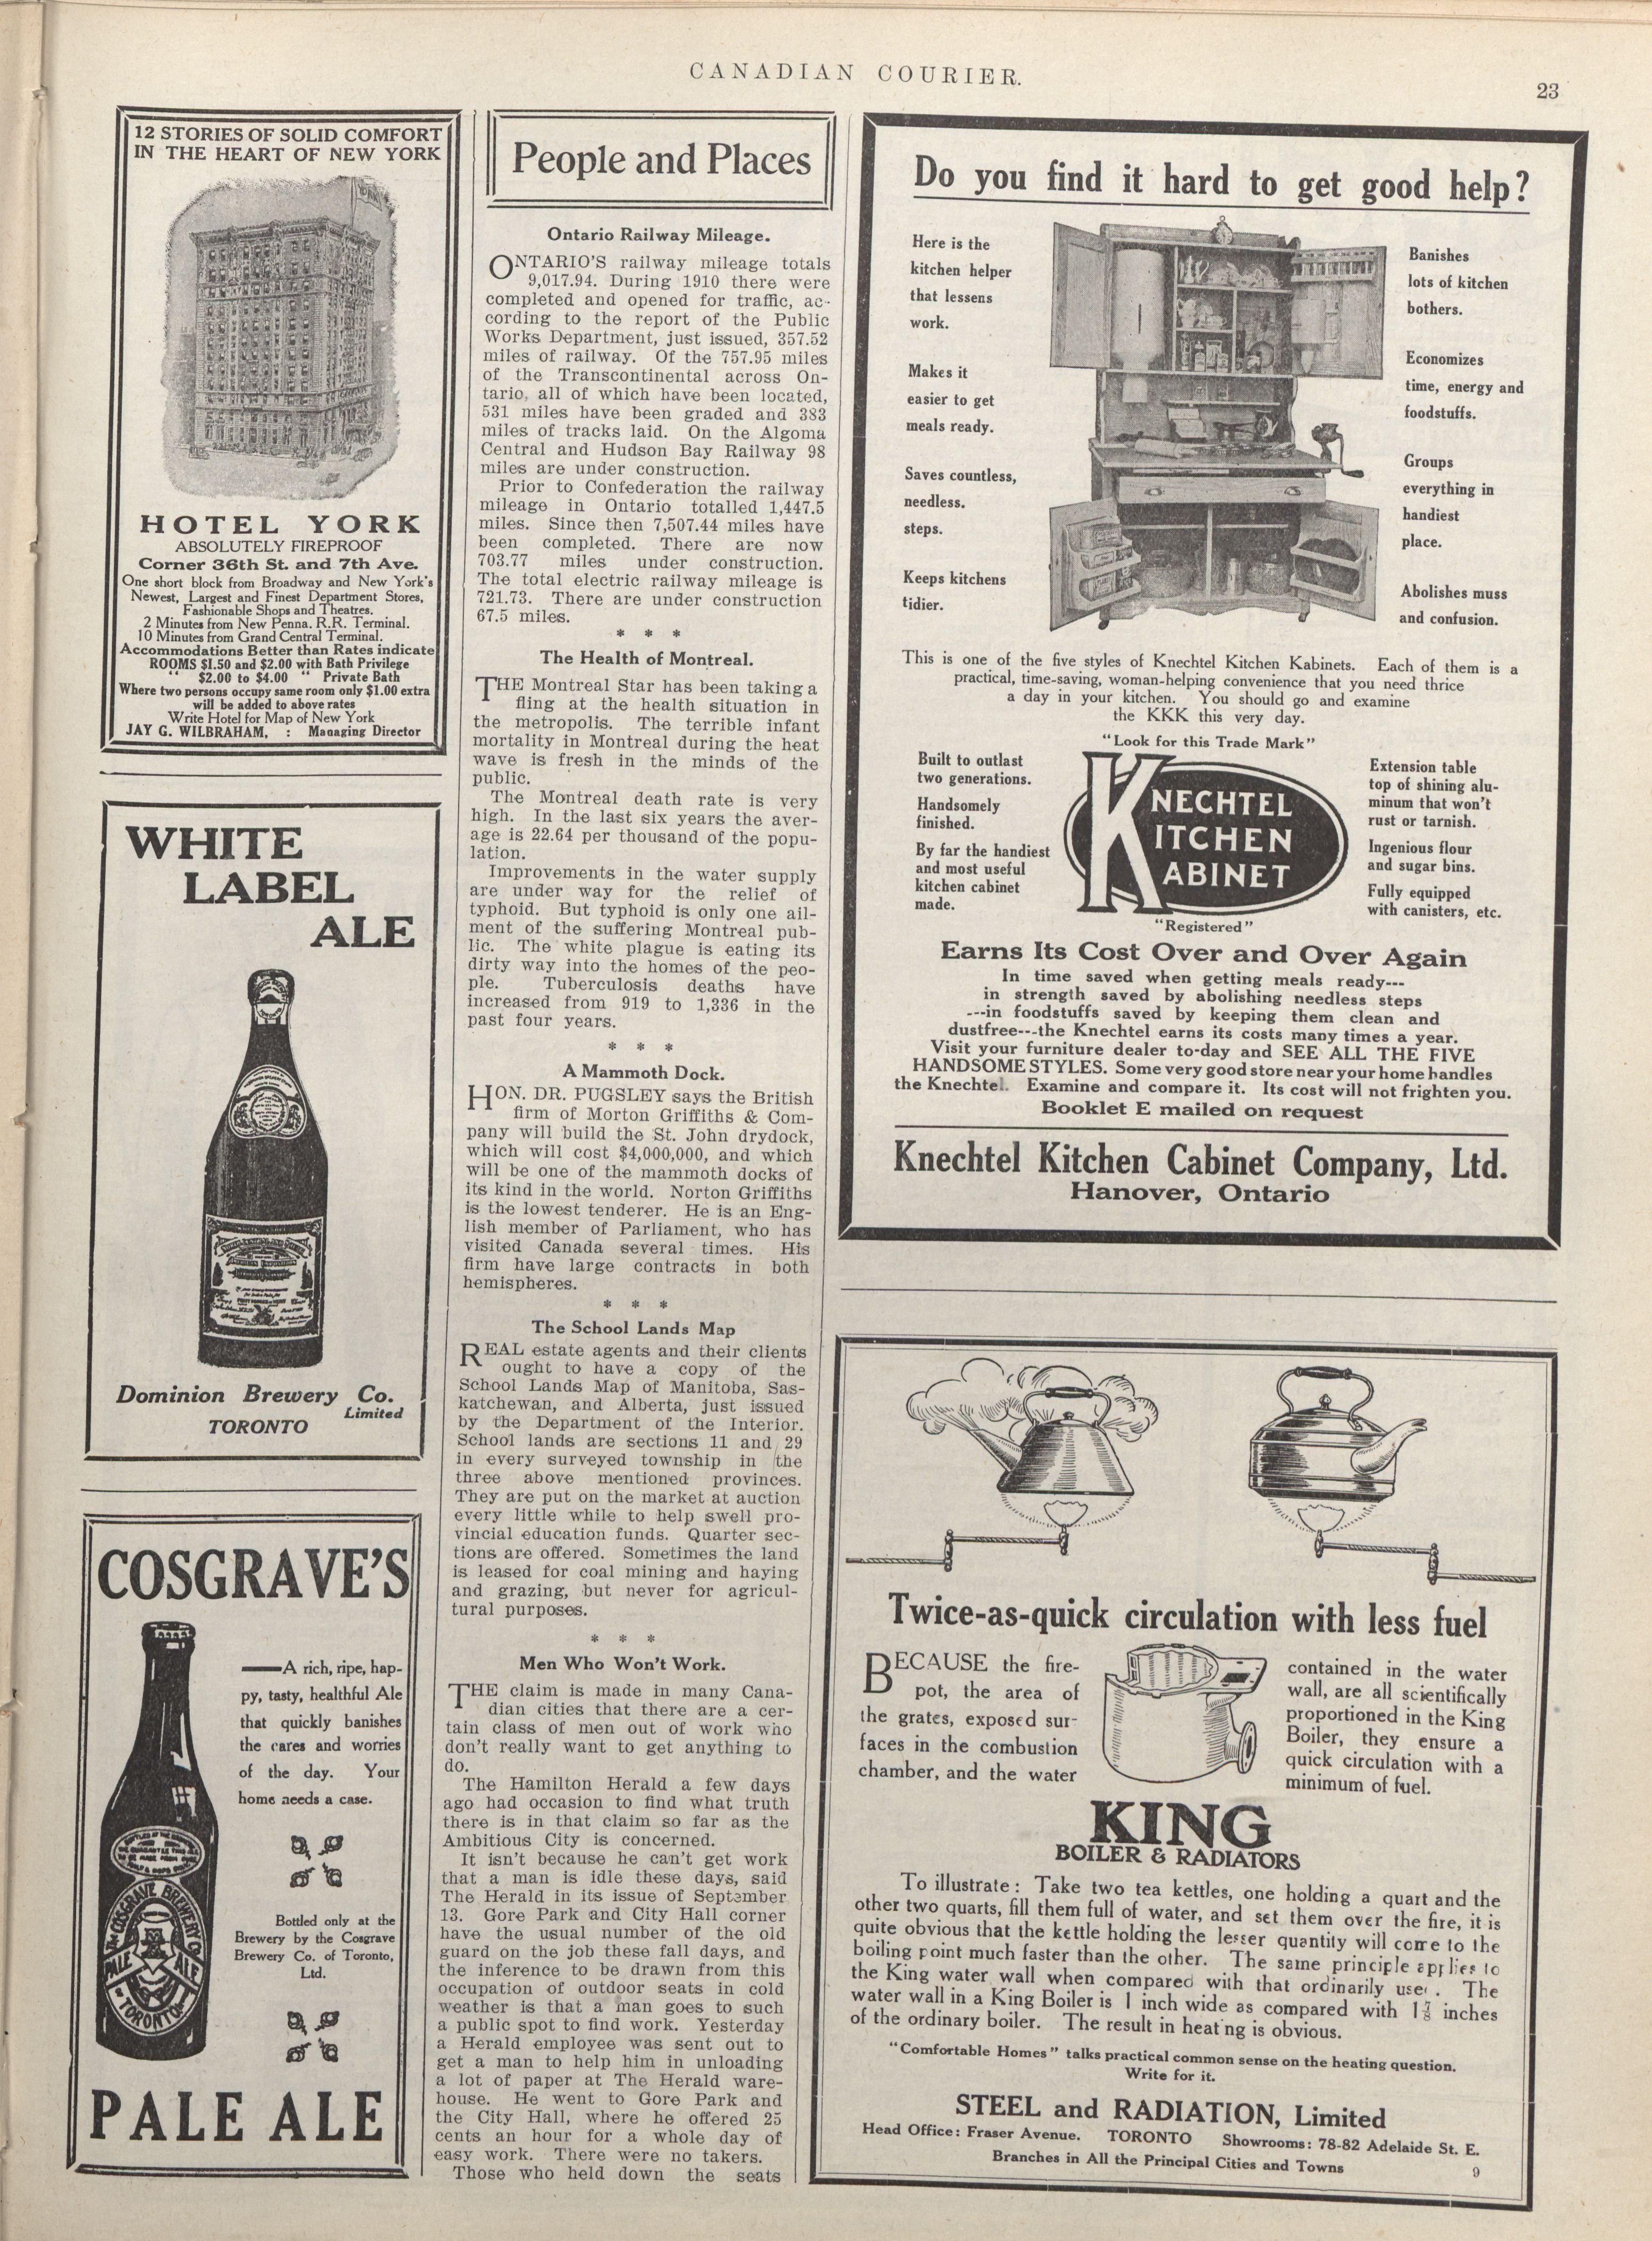 CANADIAN COURIER.
23
12 STORIES OF SOLID COMFORT
IN THE HEART OF NEW YORK
HOTEL YORK
ABSOLUTELY FIREPROOF
Corner 36th St. and 7th Ave.
One short block from Broadway and New York's
Newest, Largest and Finest Department Stores,
Fashionable Shops and Theatres.
2 Minutes from New Penna. R.R. Terminal.
10 Minutes from Grand Central Terminal.
Accommodations Better than Rates indicate
ROOMS $1.50 and $2.00 with Bath Privilege
" $2.00 to $4.00 " Private Bath
Where two persons occupy same room only $1.00 extra
will be added to above rates
Write Hotel for Map of New York
JAY G. WILBRAHAM, : Managing Director
WHITE
LABEL
ALE
Dominion Brewery Co.
Limited
TORONTO
COSGRAVE'S
—A rich, ripe, hap-
py, tasty, healthful Ale
that quickly banishes
the cares and worries
of the day. Your
home needs a case.
Bottled only at the
Brewery by the Cosgrave
Brewery Co. of Toronto,
Ltd.
THE COSGRAVE BREWERY CO.
PALE ALE
TORONTO
PALE ALE
People and Places
Ontario Railway Mileage.
ONTARIO'S railway mileage totals
9,017.94. During 1910 there were
completed and opened for traffic, ac-
cording to the report of the Public
Works Department, just issued, 357.52
miles of railway. Of the 757.95 miles
of the Transcontinental across On-
tario, all of which have been located,
531 miles have been graded and 383
miles of tracks laid. On the Algoma
Central and Hudson Bay Railway 98
miles are under construction.
Prior to Confederation the railway
mileage in Ontario totalled 1,447.5
miles. Since then 7,507.44 miles have
been completed. There are now
703.77 miles under construction.
The total electric railway mileage is
721.73. There are under construction
67.5 miles.
* * *
The Health of Montreal.
THE Montreal Star has been taking a
fling at the health situation in
the metropolis. The terrible infant
mortality in Montreal during the heat
wave is fresh in the minds of the
public.
The Montreal death rate is very
high. In the last six years the aver-
age is 22.64 per thousand of the popu-
lation.
Improvements in the water supply
are under way for the relief of
typhoid. But typhoid is only one ail-
ment of the suffering Montreal pub-
lic. The white plague is eating its
dirty way into the homes of the peo-
ple. Tuberculosis deaths have
increased from 919 to 1,336 in the
past four years.
* * *
A Mammoth Dock.
HON. DR. PUGSLEY says the British
firm of Morton Griffiths & Com-
pany will build the St. John drydock,
which will cost $4,000,000, and which
will be one of the mammoth docks of
its kind in the world. Norton Griffiths
is the lowest tenderer. He is an Eng-
lish member of Parliament, who has
visited Canada several times. His
firm have large contracts in both
hemispheres.
* * *
The School Lands Map
REAL estate agents and their clients
ought to have a copy of the
School Lands Map of Manitoba, Sas-
katchewan, and Alberta, just issued
by the Department of the Interior.
School lands are sections 11 and 29
in every surveyed township in the
three above mentioned provinces.
They are put on the market at auction
every little while to help swell pro-
vincial education funds. Quarter sec-
tions are offered. Sometimes the land
is leased for coal mining and haying
and grazing, but never for agricul-
tural purposes.
* * *
Men Who Won't Work.
THE claim is made in many Cana-
dian cities that there are a cer-
tain class of men out of work who
don't really want to get anything to
do.
The Hamilton Herald a few days
ago had occasion to find what truth
there is in that claim so far as the
Ambitious City is concerned.
It isn't because he can't get work
that a man is idle these days, said
The Herald in its issue of September
13. Gore Park and City Hall corner
have the usual number of the old
guard on the job these fall days, and
the inference to be drawn from this
occupation of outdoor seats in cold
weather is that a man goes to such
a public spot to find work. Yesterday
a Herald employee was sent out to
get a man to help him in unloading
a lot of paper at The Herald ware-
house. He went to Gore Park and
the City Hall, where he offered 25
cents an hour for a whole day of
easy work. There were no takers.
Those who held down the seats
Do you find it hard to get good help?
Here is the
kitchen helper
that lessens
work.
Makes it
easier to get
meals ready.
Saves countless,
needless.
steps.
Keeps kitchens
tidier.
Banishes
lots of kitchen
bothers.
Economizes
time, energy and
foodstuffs.
Groups
everything in
handiest
place.
Abolishes muss
and confusion.
This is one of the five styles of Knechtel Kitchen Kabinets. Each of them is a
practical, time-saving, woman-helping convenience that you need thrice
a day in your kitchen. You should go and examine
the KKK this very day.
"Look for this Trade Mark"
Built to outlast
two generations.
Handsomely
finished.
By far the handiest
and most useful
kitchen cabinet
made.
KNECHTEL
ITCHEN
ABINET
"Registered"
Extension table
top of shining alu-
minum that won't
rust or tarnish.
Ingenious flour
and sugar bins.
Fully equipped
with canisters, etc.
Earns Its Cost Over and Over Again
In time saved when getting meals ready---
in strength saved by abolishing needless steps
---in foodstuffs saved by keeping them clean and
dustfree---the Knechtel earns its costs many times a year.
Visit your furniture dealer to-day and SEE ALL THE FIVE
HANDSOME STYLES. Some very good store near your home handles
the Knechtel. Examine and compare it. Its cost will not frighten you.
Booklet E mailed on request
Knechtel Kitchen Cabinet Company, Ltd.
Hanover, Ontario
Twice-as-quick circulation with less fuel
BECAUSE the fire-
pot, the area of
the grates, exposed sur-
faces in the combustion
chamber, and the water
contained in the water
wall, are all scientifically
proportioned in the King
Boiler, they ensure a
quick circulation with a
minimum of fuel.
KING
BOILER & RADIATORS
To illustrate: Take two tea kettles, one holding a quart and the
other two quarts, fill them full of water, and set them over the fire, it is
quite obvious that the kettle holding the lesser quantity will come to the
boiling point much faster than the other. The same principle applies to
the King water wall when compared with that ordinarily used. The
water wall in a King Boiler is 1 inch wide as compared with 1⅞ inches
of the ordinary boiler. The result in heating is obvious.
"Comfortable Homes" talks practical common sense on the heating question.
Write for it.
STEEL and RADIATION, Limited
Head Office: Fraser Avenue. TORONTO Showrooms: 78-82 Adelaide St. E.
Branches in All the Principal Cities and Towns
9